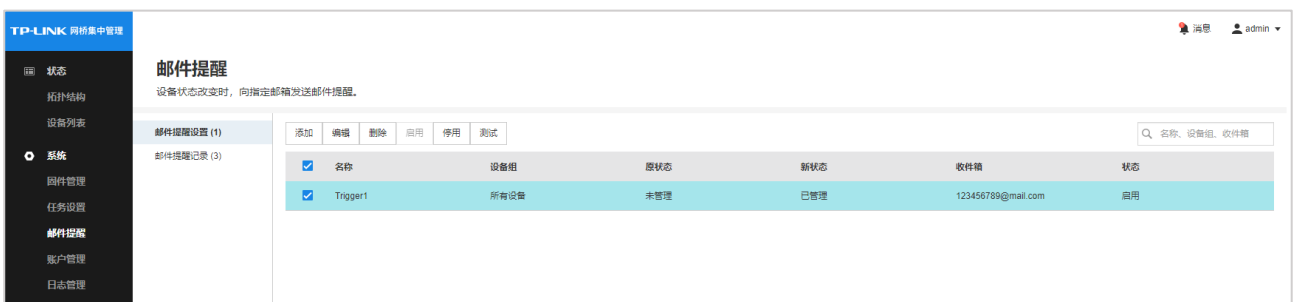 TP-LINK 网桥集中管理
消息
admin
状态
拓扑结构
设备列表
系统
固件管理
任务设置
邮件提醒
账户管理
日志管理
邮件提醒
设备状态改变时，向指定邮箱发送邮件提醒。
邮件提醒设置 (1)
邮件提醒记录 (3)
添加 编辑 删除 启用 停用 测试
名称、设备组、收件箱
名称 设备组 原状态 新状态 收件箱 状态
Trigger1 所有设备 未管理 已管理 123456789@mail.com 启用